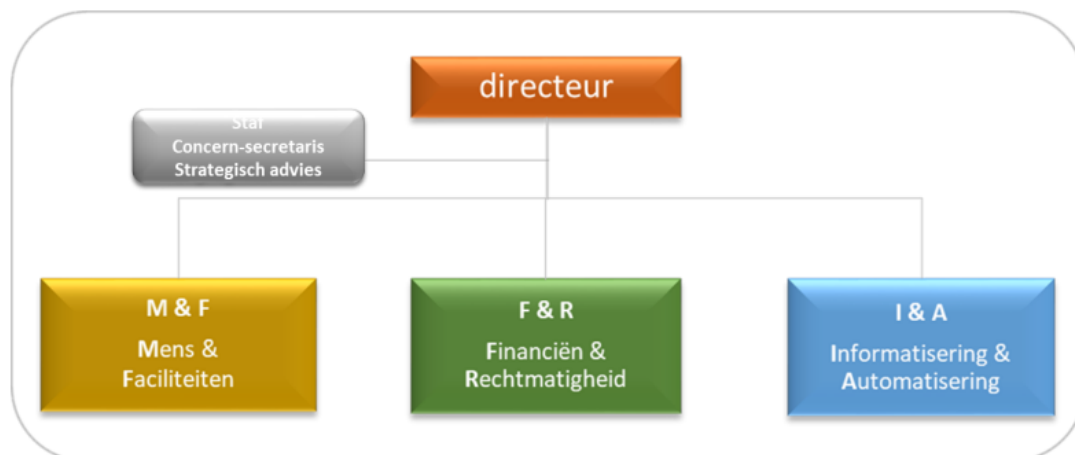 directeur
Staf
Concern-secretaris
Strategisch advies
M & F
Mens &
Faciliteiten
F & R
Financiën &
Rechtmatigheid
I & A
Informatisering &
Automatisering